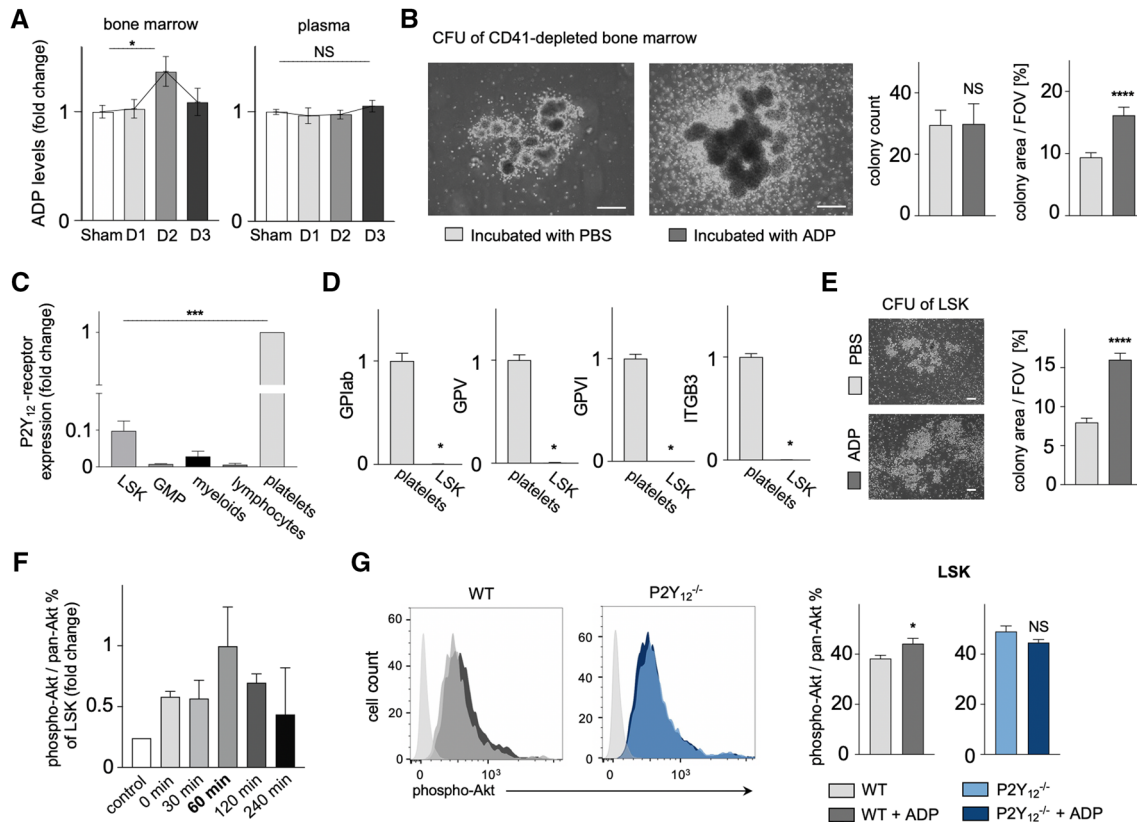 A
bone marrow
plasma
ADP levels (fold change)
*
NS
1
0
1
0
Sham D1 D2 D3
Sham D1 D2 D3
B
CFU of CD41-depleted bone marrow
Incubated with PBS
Incubated with ADP
colony count
40
20
0
NS
colony area / FOV [%]
20
10
0
****
C
P2Y12 -receptor
expression (fold change)
***
1
0.1
0
LSK
GMP
myeloids
lymphocytes
platelets
D
GPIab
1
0
*
platelets
LSK
GPV
1
0
*
platelets
LSK
GPVI
1
0
*
platelets
LSK
ITGB3
1
0
*
platelets
LSK
E
CFU of LSK
PBS
ADP
colony area / FOV [%]
15
10
5
0
****
F
phospho-Akt / pan-Akt %
of LSK (fold change)
1
0.5
0
control
0 min
30 min
60 min
120 min
240 min
G
WT
P2Y12-/-
cell count
60
40
20
0
0
10³
60
40
20
0
0
10³
phospho-Akt
LSK
phospho-Akt / pan-Akt %
40
20
0
*
40
20
0
NS
WT
WT + ADP
P2Y12-/-
P2Y12-/- + ADP